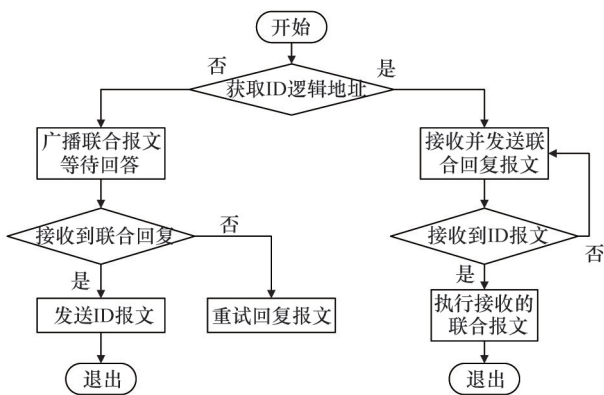 开始
否
是
获取ID逻辑地址
广播联合报文
等待回答
接收并发送联
合回复报文
接收到联合回复
否
接收到ID报文
否
是
是
发送ID报文
重试回复报文
执行接收的
联合报文
退出
退出